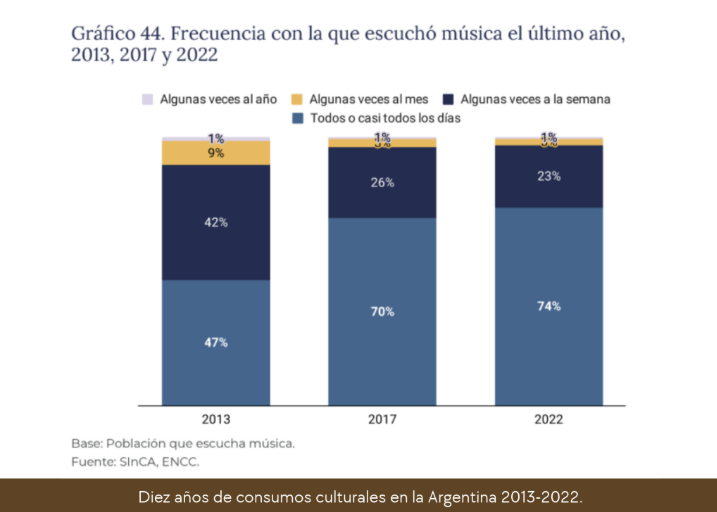 Gráfico 44. Frecuencia con la que escuchó música el último año,
2013, 2017 y 2022
Algunas veces al año
Algunas veces al mes
Algunas veces a la semana
Todos o casi todos los días
1%
1%
1%
9%
42%
26%
23%
47%
70%
74%
2013
2017
2022
Base: Población que escucha música.
Fuente: SInCA, ENCC.
Diez años de consumos culturales en la Argentina 2013-2022.